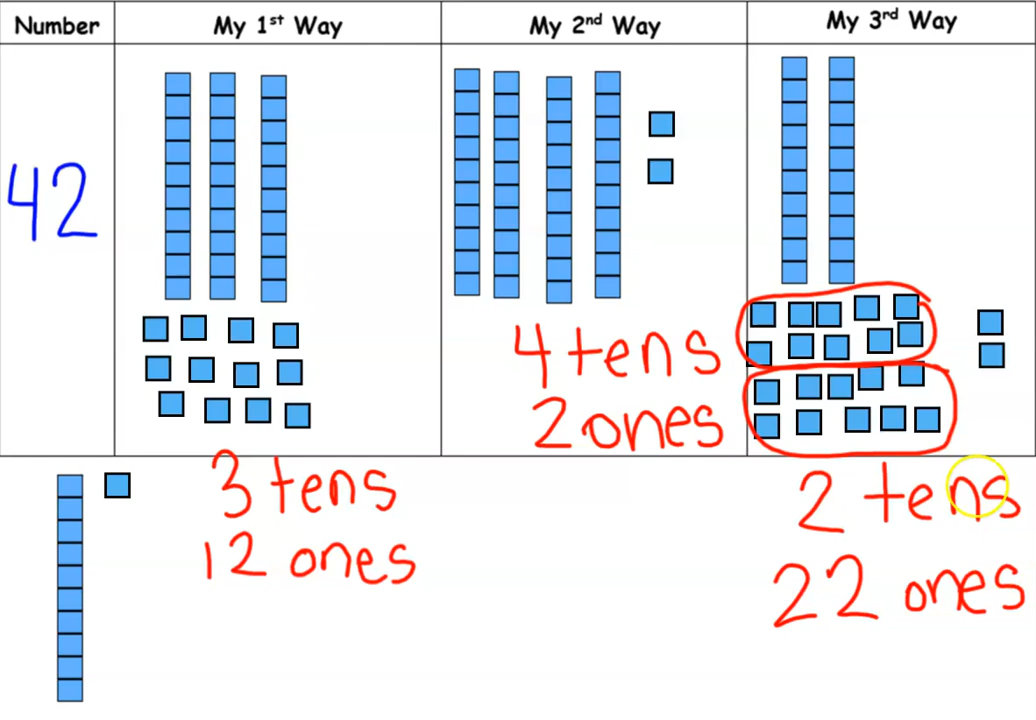 Number
My 1st Way
My 2nd Way
My 3rd Way
42
4 tens
2 ones
3 tens
12 ones
2 tens
22 ones